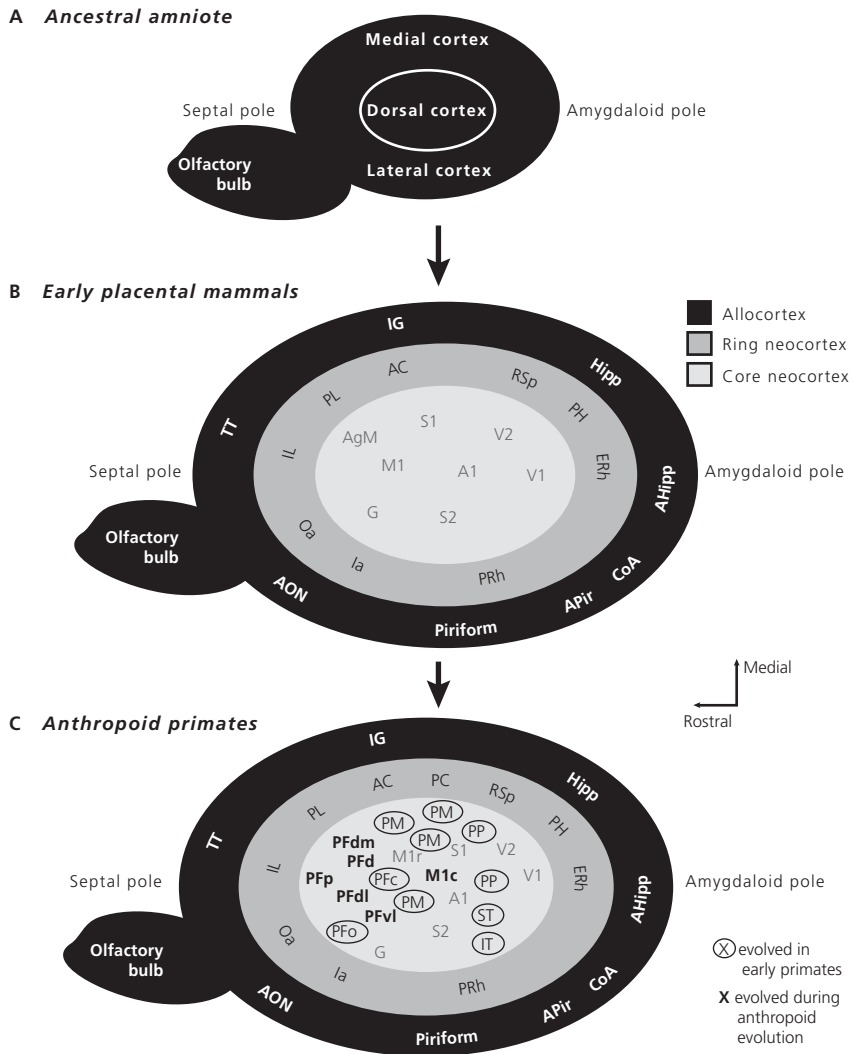 A Ancestral amniote
Medial cortex
Septal pole
Dorsal cortex
Amygdaloid pole
Olfactory
bulb
Lateral cortex
B Early placental mammals
Allocortex
Ring neocortex
Core neocortex
IG
AC
RSp
Hipp
PL
PH
TT
S1
AgM
V2
IL
ERh
M1
A1
V1
Septal pole
Amygdaloid pole
AHipp
G
S2
Oa
Olfactory
bulb
Ia
PRh
CoA
AON
APir
Piriform
Medial
Rostral
C Anthropoid primates
IG
AC
PC
RSp
Hipp
PL
PM
PM
PH
TT
PFdm
PM
PP
PFd
M1r
S1
V2
IL
PFp
PFc
M1c
PP
V1
ERh
Septal pole
Amygdaloid pole
PFdl
PM
A1
AHipp
PFvl
ST
Oa
PFo
S2
IT
G
Olfactory
bulb
Ia
PRh
CoA
AON
APir
Piriform
X evolved in
early primates
X evolved during
anthropoid
evolution